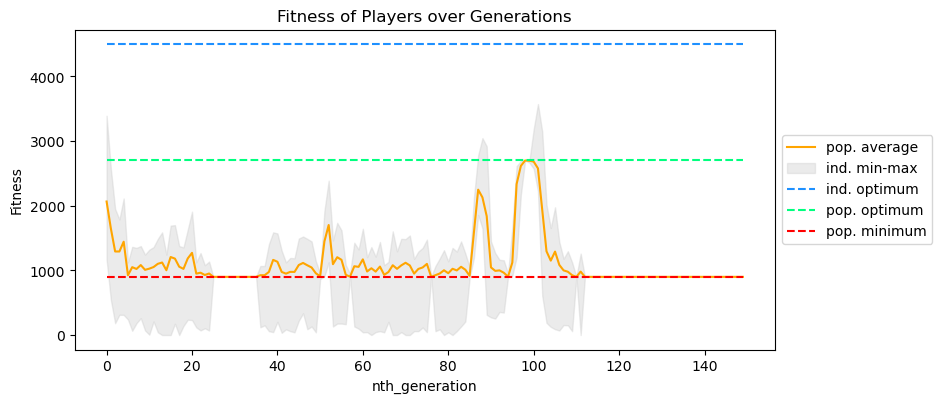 Fitness of Players over Generations
Fitness
4000
3000
2000
1000
0
0 20 40 60 80 100 120 140
nth_generation
pop. average
ind. min-max
ind. optimum
pop. optimum
pop. minimum